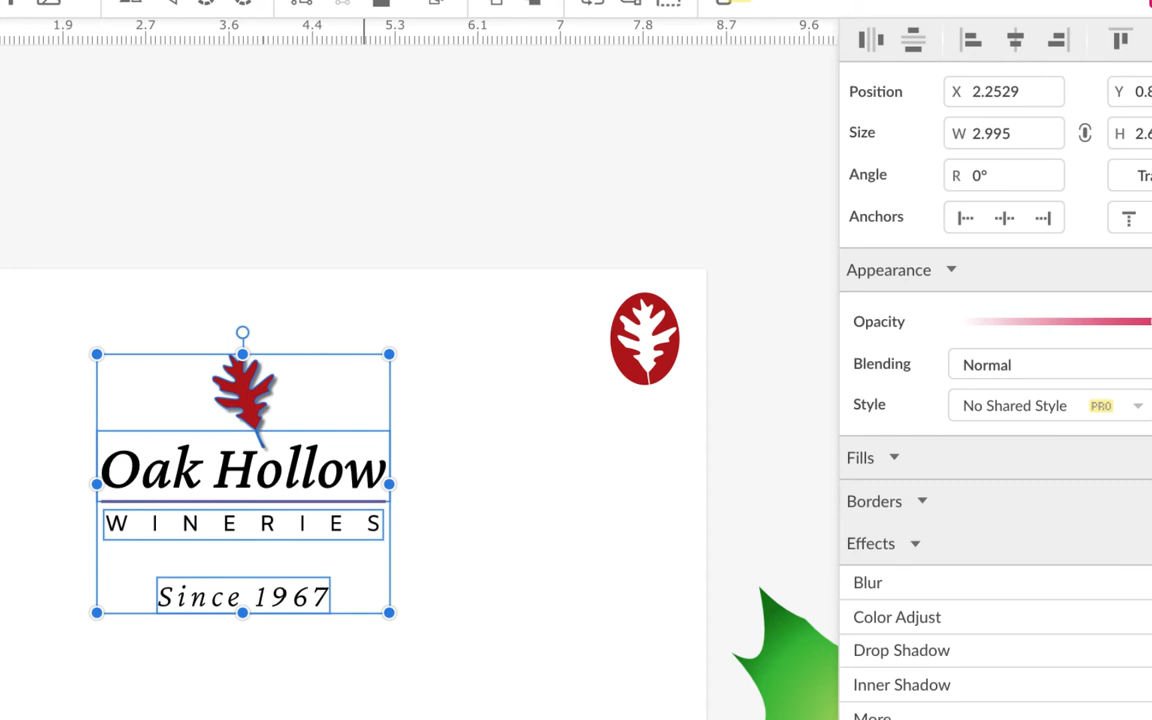 1.9 2.7 3.6 4.4 5.3 6.1 7 7.8 8.7 9.6
Position X 2.2529 Y 0.8
Size W 2.995 H 2.6
Angle R 0° Tra
Anchors
Appearance
Opacity
Blending Normal
Style No Shared Style PRO
Fills
Borders
Effects
Blur
Color Adjust
Drop Shadow
Inner Shadow
More
Oak Hollow
WINERIES
Since 1967